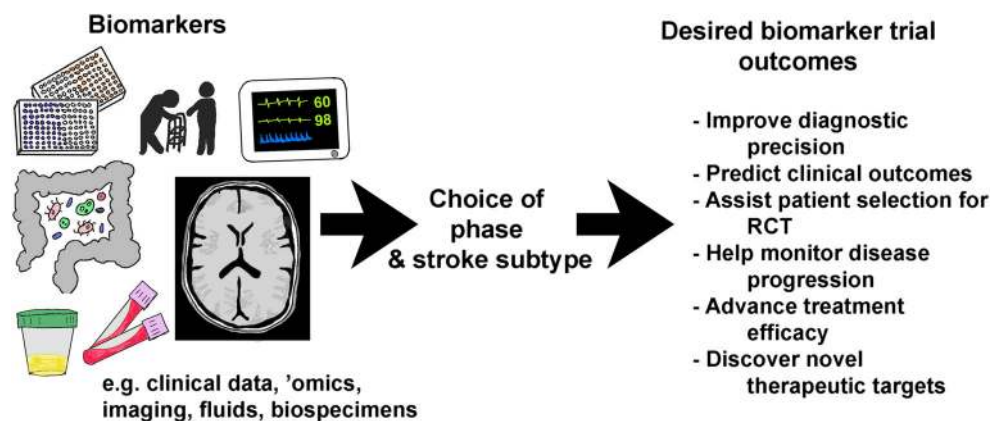 Biomarkers
60
98
e.g. clinical data, 'omics,
imaging, fluids, biospecimens
Choice of
phase
& stroke subtype
Desired biomarker trial
outcomes
- Improve diagnostic
precision
- Predict clinical outcomes
- Assist patient selection for
RCT
- Help monitor disease
progression
- Advance treatment
efficacy
- Discover novel
therapeutic targets